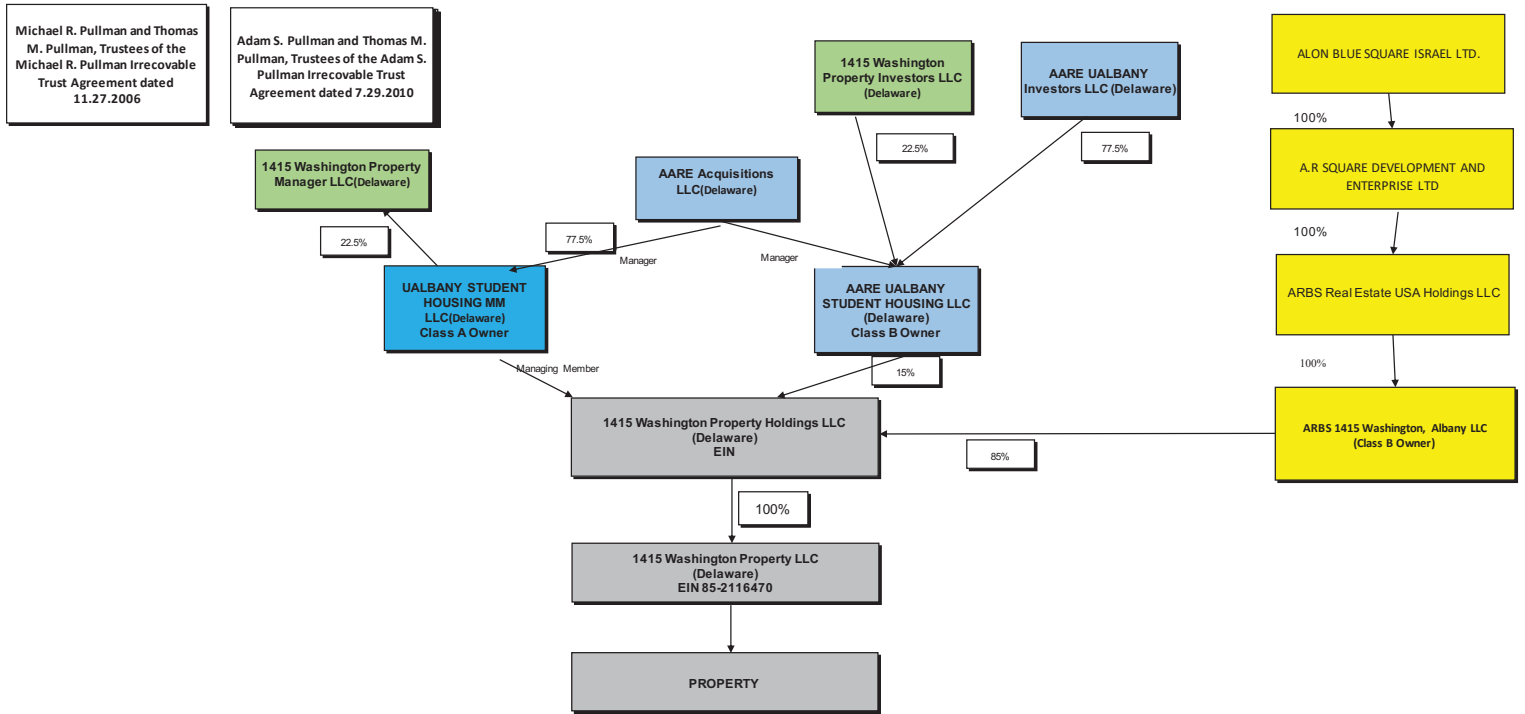 Michael R. Pullman and Thomas
M. Pullman, Trustees of the
Michael R. Pullman Irrecovable
Trust Agreement dated
11.27.2006
Adam S. Pullman and Thomas M.
Pullman, Trustees of the Adam S.
Pullman Irrecovable Trust
Agreement dated 7.29.2010
1415 Washington
Property Investors LLC
(Delaware)
AARE UALBANY
Investors LLC (Delaware)
ALON BLUE SQUARE ISRAEL LTD.
100%
22.5%
77.5%
1415 Washington Property
Manager LLC(Delaware)
AARE Acquisitions
LLC(Delaware)
A.R SQUARE DEVELOPMENT AND
ENTERPRISE LTD
22.5%
77.5%
Manager
Manager
100%
UALBANY STUDENT
HOUSING MM
LLC(Delaware)
Class A Owner
AARE UALBANY
STUDENT HOUSING LLC
(Delaware)
Class B Owner
ARBS Real Estate USA Holdings LLC
Managing Member
15%
100%
1415 Washington Property Holdings LLC
(Delaware)
EIN
85%
ARBS 1415 Washington, Albany LLC
(Class B Owner)
100%
1415 Washington Property LLC
(Delaware)
EIN 85-2116470
PROPERTY